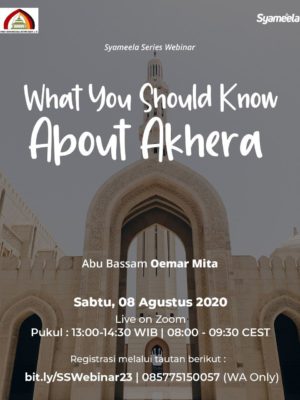 Syameela
Syameela Series Webinar
What You Should Know
About Akhera
Abu Bassam Oemar Mita
Sabtu, 08 Agustus 2020
Live on Zoom
Pukul : 13:00-14:30 WIB | 08:00 - 09:30 CEST
Registrasi melalui tautan berikut :
bit.ly/SSWebinar23 | 085775150057 (WA Only)